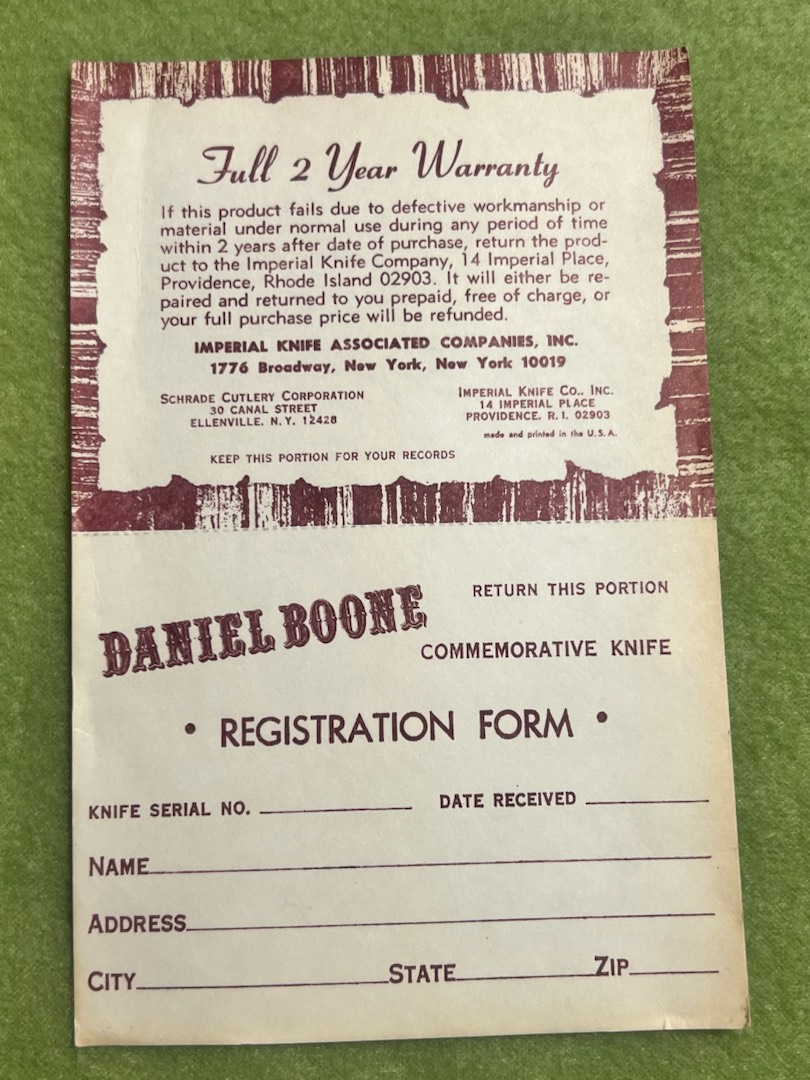 Full 2 Year Warranty
If this product fails due to defective workmanship or
material under normal use during any period of time
within 2 years after date of purchase, return the prod-
uct to the Imperial Knife Company, 14 Imperial Place,
Providence, Rhode Island 02903. It will either be re-
paired and returned to you prepaid, free of charge, or
your full purchase price will be refunded.
IMPERIAL KNIFE ASSOCIATED COMPANIES, INC.
1776 Broadway, New York, New York 10019
SCHRADE CUTLERY CORPORATION
30 CANAL STREET
ELLENVILLE. N.Y. 12428
IMPERIAL KNIFE CO., INC.
14 IMPERIAL PLACE
PROVIDENCE. R.I. 02903
made and printed in the U.S.A.
KEEP THIS PORTION FOR YOUR RECORDS
RETURN THIS PORTION
DANIEL BOONE
COMMEMORATIVE KNIFE
• REGISTRATION FORM •
KNIFE SERIAL NO. DATE RECEIVED
NAME
ADDRESS
CITY STATE ZIP